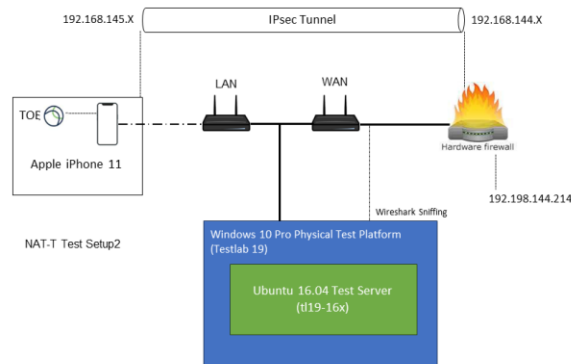 IPsec Tunnel
192.168.145.X
192.168.144.X
LAN
WAN
TOE
Apple iPhone 11
Hardware firewall
192.198.144.214
Wireshark Sniffing
NAT-T Test Setup2
Windows 10 Pro Physical Test Platform
(Testlab 19)
Ubuntu 16.04 Test Server
(tl19-16x)